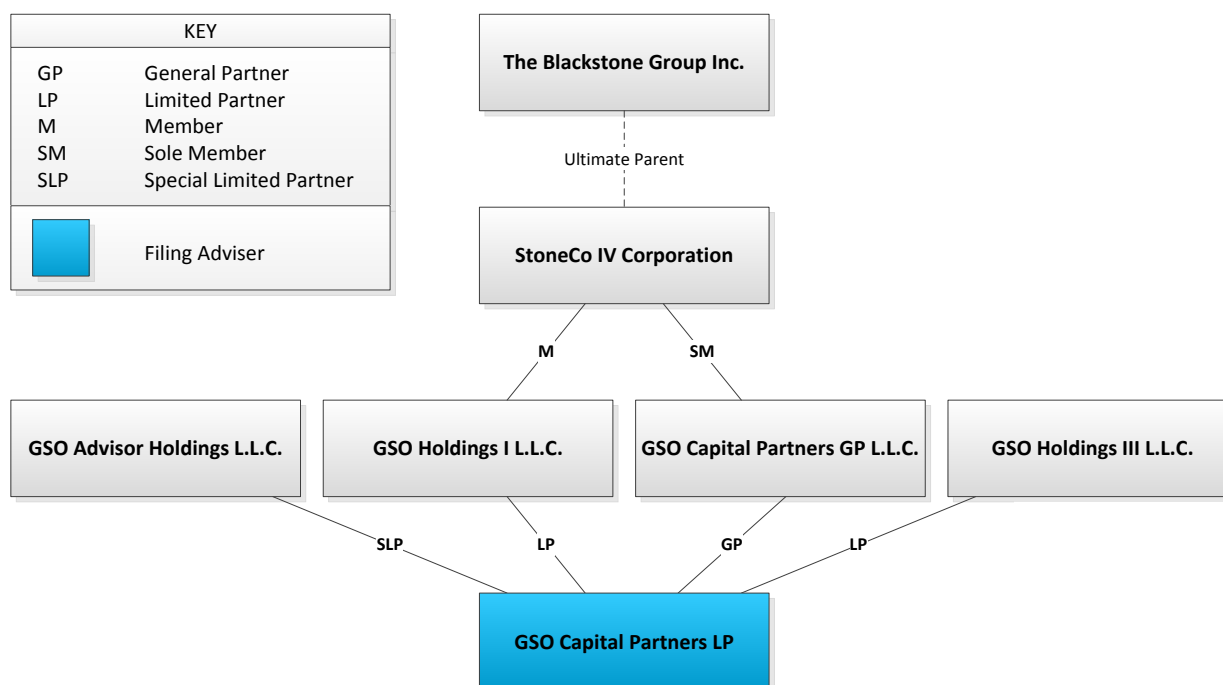 KEY
GP General Partner
LP Limited Partner
M Member
SM Sole Member
SLP Special Limited Partner
Filing Adviser
The Blackstone Group Inc.
Ultimate Parent
StoneCo IV Corporation
M SM
GSO Advisor Holdings L.L.C.
GSO Holdings I L.L.C.
GSO Capital Partners GP L.L.C.
GSO Holdings III L.L.C.
SLP LP GP LP
GSO Capital Partners LP